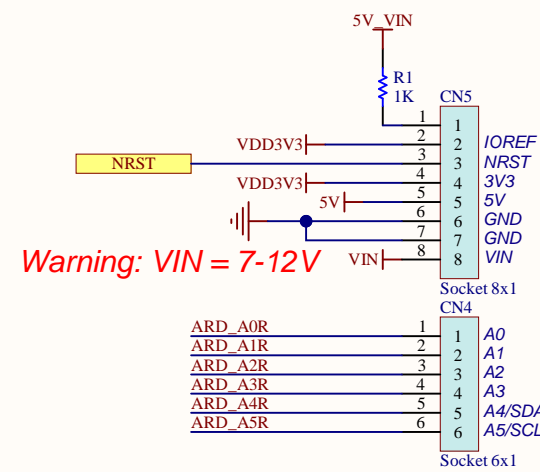 5V_VIN
R1
1K
CN5
1 1
VDD3V3 2 2 IOREF
NRST 3 3 NRST
VDD3V3 4 4 3V3
5V 5 5 5V
6 6 GND
7 7 GND
Warning: VIN = 7-12V VIN 8 8 VIN
Socket 8x1
CN4
ARD_A0R 1 1 A0
ARD_A1R 2 2 A1
ARD_A2R 3 3 A2
ARD_A3R 4 4 A3
ARD_A4R 5 5 A4/SDA
ARD_A5R 6 6 A5/SCL
Socket 6x1